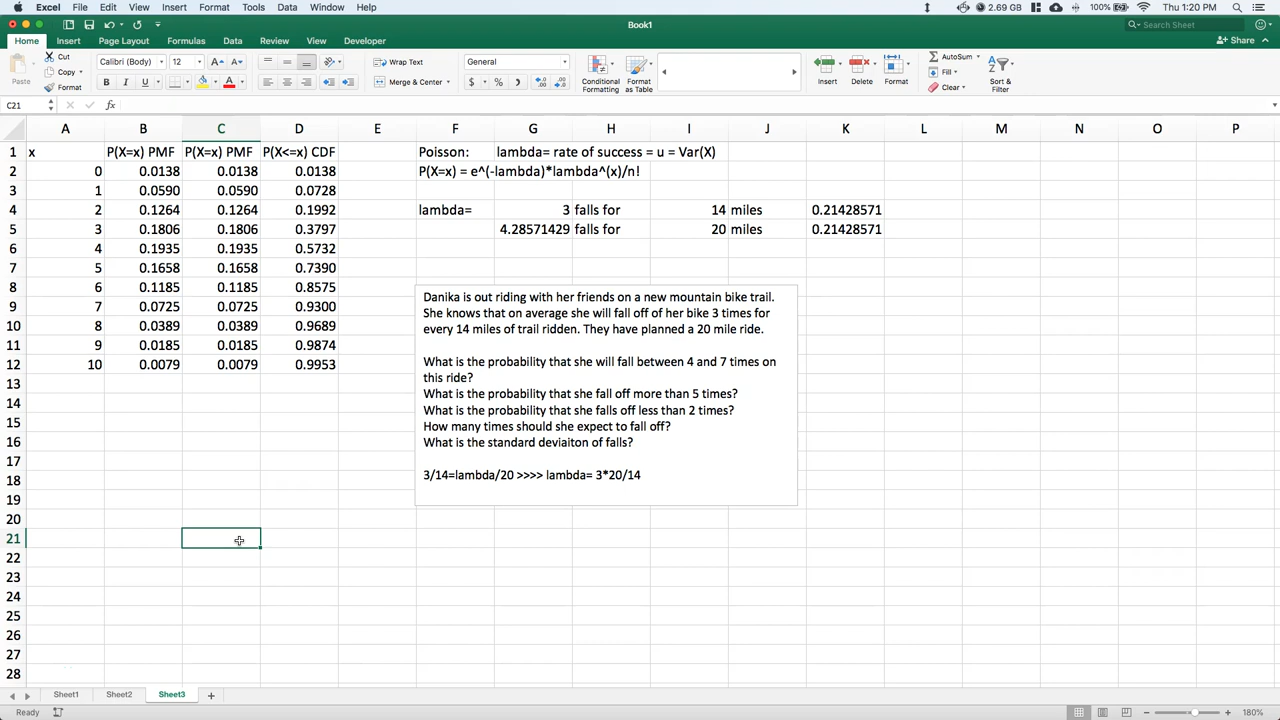 Excel File Edit View Insert Format Tools Data Window Help 2.69 GB 100% Thu 1:20 PM
Book1
Search Sheet
Home Insert Page Layout Formulas Data Review View Developer Share
Paste Cut Copy Format
Calibri (Body) 12
B I U A
Wrap Text
Merge & Center
General
$ % )
Conditional Formatting
Format as Table
Insert Delete Format
AutoSum Fill Clear
Sort & Filter
C21 fx
A B C D E F G H I J K L M N O P
1 x P(X=x) PMF P(X=x) PMF P(X<=x) CDF Poisson: lambda= rate of success = u = Var(X)
2 0 0.0138 0.0138 0.0138 P(X=x) = e^(-lambda)*lambda^(x)/n!
3 1 0.0590 0.0590 0.0728
4 2 0.1264 0.1264 0.1992 lambda= 3 falls for 14 miles 0.21428571
5 3 0.1806 0.1806 0.3797 4.28571429 falls for 20 miles 0.21428571
6 4 0.1935 0.1935 0.5732
7 5 0.1658 0.1658 0.7390
8 6 0.1185 0.1185 0.8575
9 7 0.0725 0.0725 0.9300
10 8 0.0389 0.0389 0.9689
11 9 0.0185 0.0185 0.9874
12 10 0.0079 0.0079 0.9953
Danika is out riding with her friends on a new mountain bike trail.
She knows that on average she will fall off of her bike 3 times for
every 14 miles of trail ridden. They have planned a 20 mile ride.
What is the probability that she will fall between 4 and 7 times on
this ride?
What is the probability that she fall off more than 5 times?
What is the probability that she falls off less than 2 times?
How many times should she expect to fall off?
What is the standard deviaiton of falls?
3/14=lambda/20 >>>> lambda= 3*20/14
13
14
15
16
17
18
19
20
21
22
23
24
25
26
27
28
Sheet1 Sheet2 Sheet3 +
Ready 180%